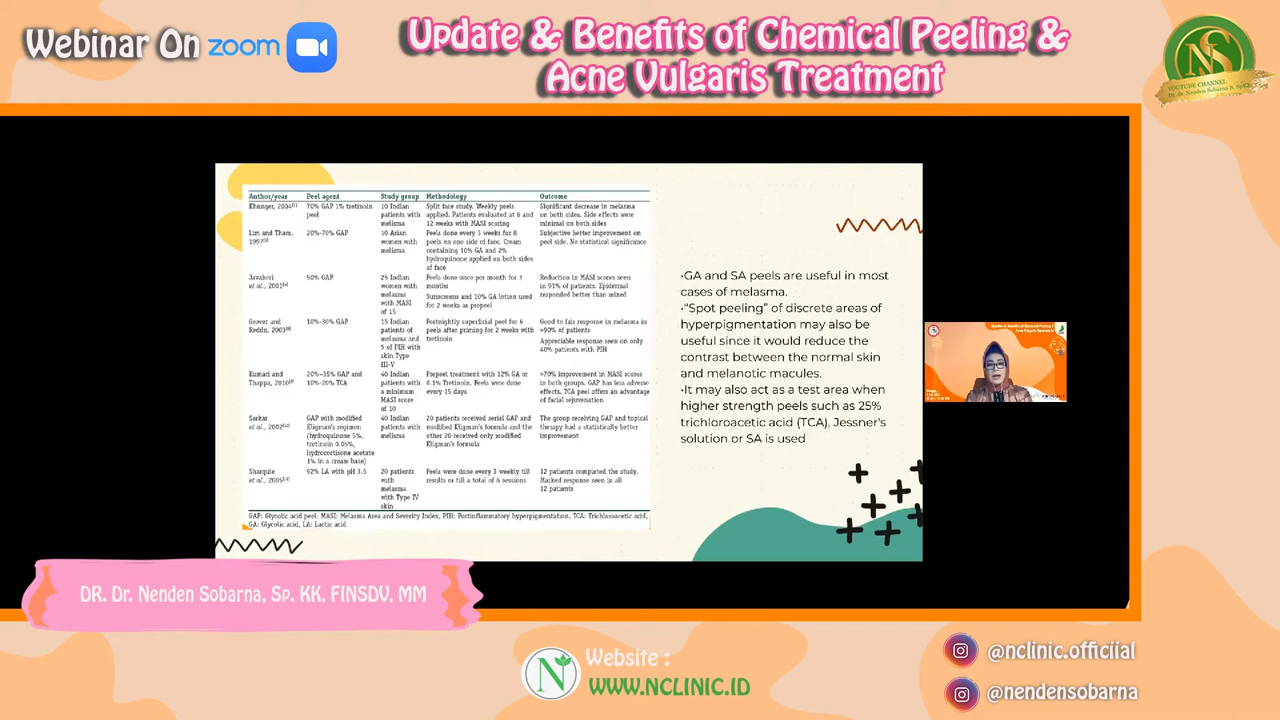 Webinar On zoom
Update & Benefits of Chemical Peeling &
Acne Vulgaris Treatment
NS
YOUTUBE CHANNEL
Author/year Peel agent Study group Methodology Outcome
Khunger, 2004 70% GAP 1% tretinoin peel 10 Indian patients with melisma Split face study. Weekly peels applied. Patients evaluated at 6 and 12 weeks with MASI scoring Significant decrease in melasma on both sides. Side effects were minimal on both sides
Lim and Tham, 1997 20%-70% GAP 10 Asian women with melisma Peels done every 3 weeks for 8 peels on one side of face. Cream containing 10% GA and 2% hydroquinone applied on both sides of face Subjective better improvement on peel side. No statistical significance
Javaheri et al., 2001 50% GAP 25 Indian women with melasma with MASI of 15 Peels done once per month for 3 months Sunscreens and 10% GA lotion used for 2 weeks as prepeel Reduction in MASI scores seen in 91% of patients. Epidermal responded better than mixed
Grover and Reddu, 2003 10%-30% GAP 15 Indian patients of melasma and 5 of PIH with skin Type III-V Fortnightly superficial peel for 6 peels after priming for 2 weeks with tretinoin Good to fair response in melasma in >90% of patients Appreciable response seen on only 40% patients with PIH
Kumari and Thappa, 2010 20%-35% GAP and 10%-20% TCA 40 Indian patients with a minimum MASI score of 10 Prepeel treatment with 12% GA or 0.1% Tretinoin. Peels were done every 15 days >70% improvement in MASI scores in both groups. GAP has less adverse effects. TCA peel offers an advantage of facial rejuvenation
Sarkar et al., 2002 GAP with modified Kligman's regimen (hydroquinone 5%, tretinoin 0.05%, hydrocortisone acetate 1% in a cream base) 40 Indian patients with melisma 20 patients received serial GAP and modified Kligman's formula and the other 20 received only modified Kligman's formula The group receiving GAP and topical therapy had a statistically better improvement
Sharquie et al., 2005 92% LA with pH 3.5 20 patients with melasma with Type IV skin Peels were done every 3 weekly till results or till a total of 6 sessions 12 patients completed the study. Marked response seen in all 12 patients
GAP: Glycolic acid peel, MASI: Melasma Area and Severity Index, PIH: Postinflammatory hyperpigmentation, TCA: Trichloroacetic acid,
GA: Glycolic acid, LA: Lactic acid
•GA and SA peels are useful in most
cases of melasma.
•“Spot peeling” of discrete areas of
hyperpigmentation may also be
useful since it would reduce the
contrast between the normal skin
and melanotic macules.
•It may also act as a test area when
higher strength peels such as 25%
trichloroacetic acid (TCA), Jessner's
solution or SA is used
DR. Dr. Nenden Sobarna, Sp. KK, FINSDV, MM
N
Website :
WWW.NCLINIC.ID
@nclinic.officiial
@nendensobarna